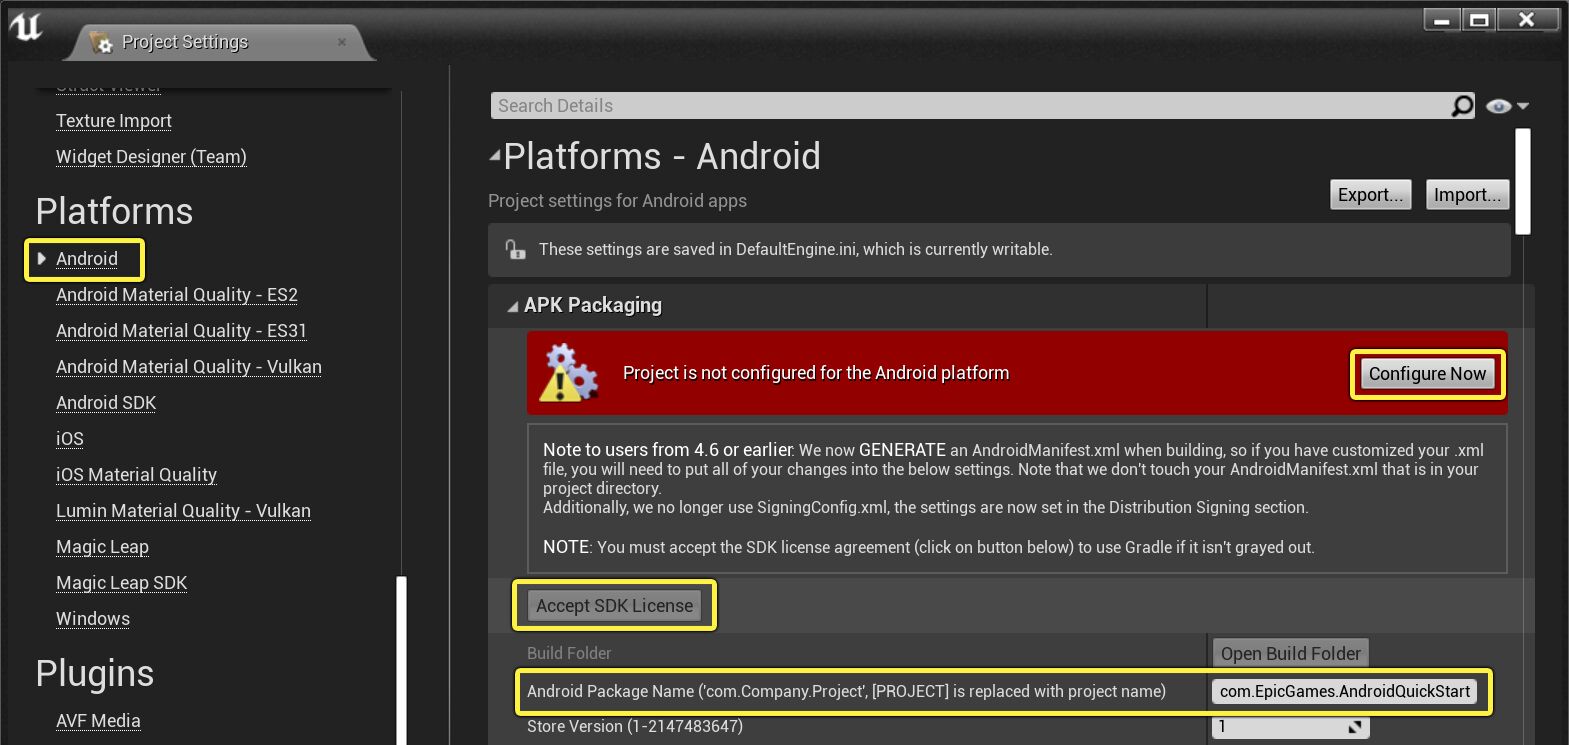 Project Settings
Struct Viewer
Texture Import
Widget Designer (Team)
Platforms
Android
Android Material Quality - ES2
Android Material Quality - ES31
Android Material Quality - Vulkan
Android SDK
iOS
iOS Material Quality
Lumin Material Quality - Vulkan
Magic Leap
Magic Leap SDK
Windows
Plugins
AVF Media
Search Details
Platforms - Android
Project settings for Android apps
Export...
Import...
These settings are saved in DefaultEngine.ini, which is currently writable.
APK Packaging
Project is not configured for the Android platform
Configure Now
Note to users from 4.6 or earlier: We now GENERATE an AndroidManifest.xml when building, so if you have customized your .xml
file, you will need to put all of your changes into the below settings. Note that we don't touch your AndroidManifest.xml that is in your
project directory.
Additionally, we no longer use SigningConfig.xml, the settings are now set in the Distribution Signing section.
NOTE: You must accept the SDK license agreement (click on button below) to use Gradle if it isn't grayed out.
Accept SDK License
Build Folder
Open Build Folder
Android Package Name ('com.Company.Project', [PROJECT] is replaced with project name)
com.EpicGames.AndroidQuickStart
Store Version (1-2147483647)
1